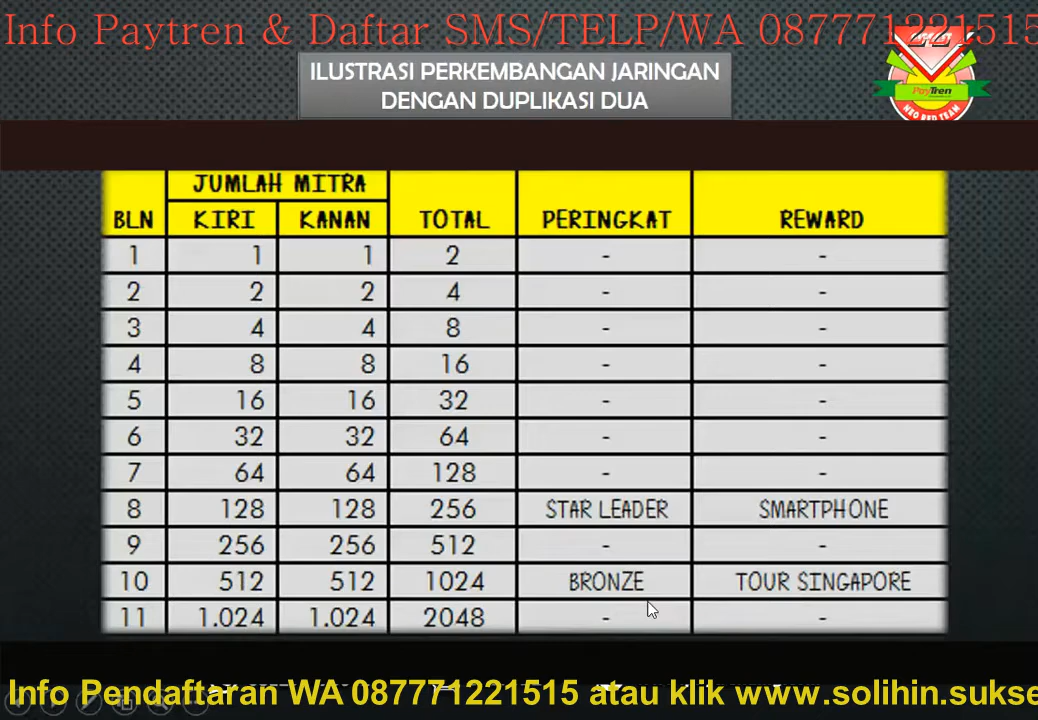 Info Paytren & Daftar SMS/TELP/WA 087771221515
ILUSTRASI PERKEMBANGAN JARINGAN
DENGAN DUPLIKASI DUA
PayTren
NEO BSD TEAM
JUMLAH MITRA
BLN KIRI KANAN TOTAL PERINGKAT REWARD
1 1 1 2 - -
2 2 2 4 - -
3 4 4 8 - -
4 8 8 16 - -
5 16 16 32 - -
6 32 32 64 - -
7 64 64 128 - -
8 128 128 256 STAR LEADER SMARTPHONE
9 256 256 512 - -
10 512 512 1024 BRONZE TOUR SINGAPORE
11 1.024 1.024 2048 - -
Info Pendaftaran WA 087771221515 atau klik www.solihin.sukse